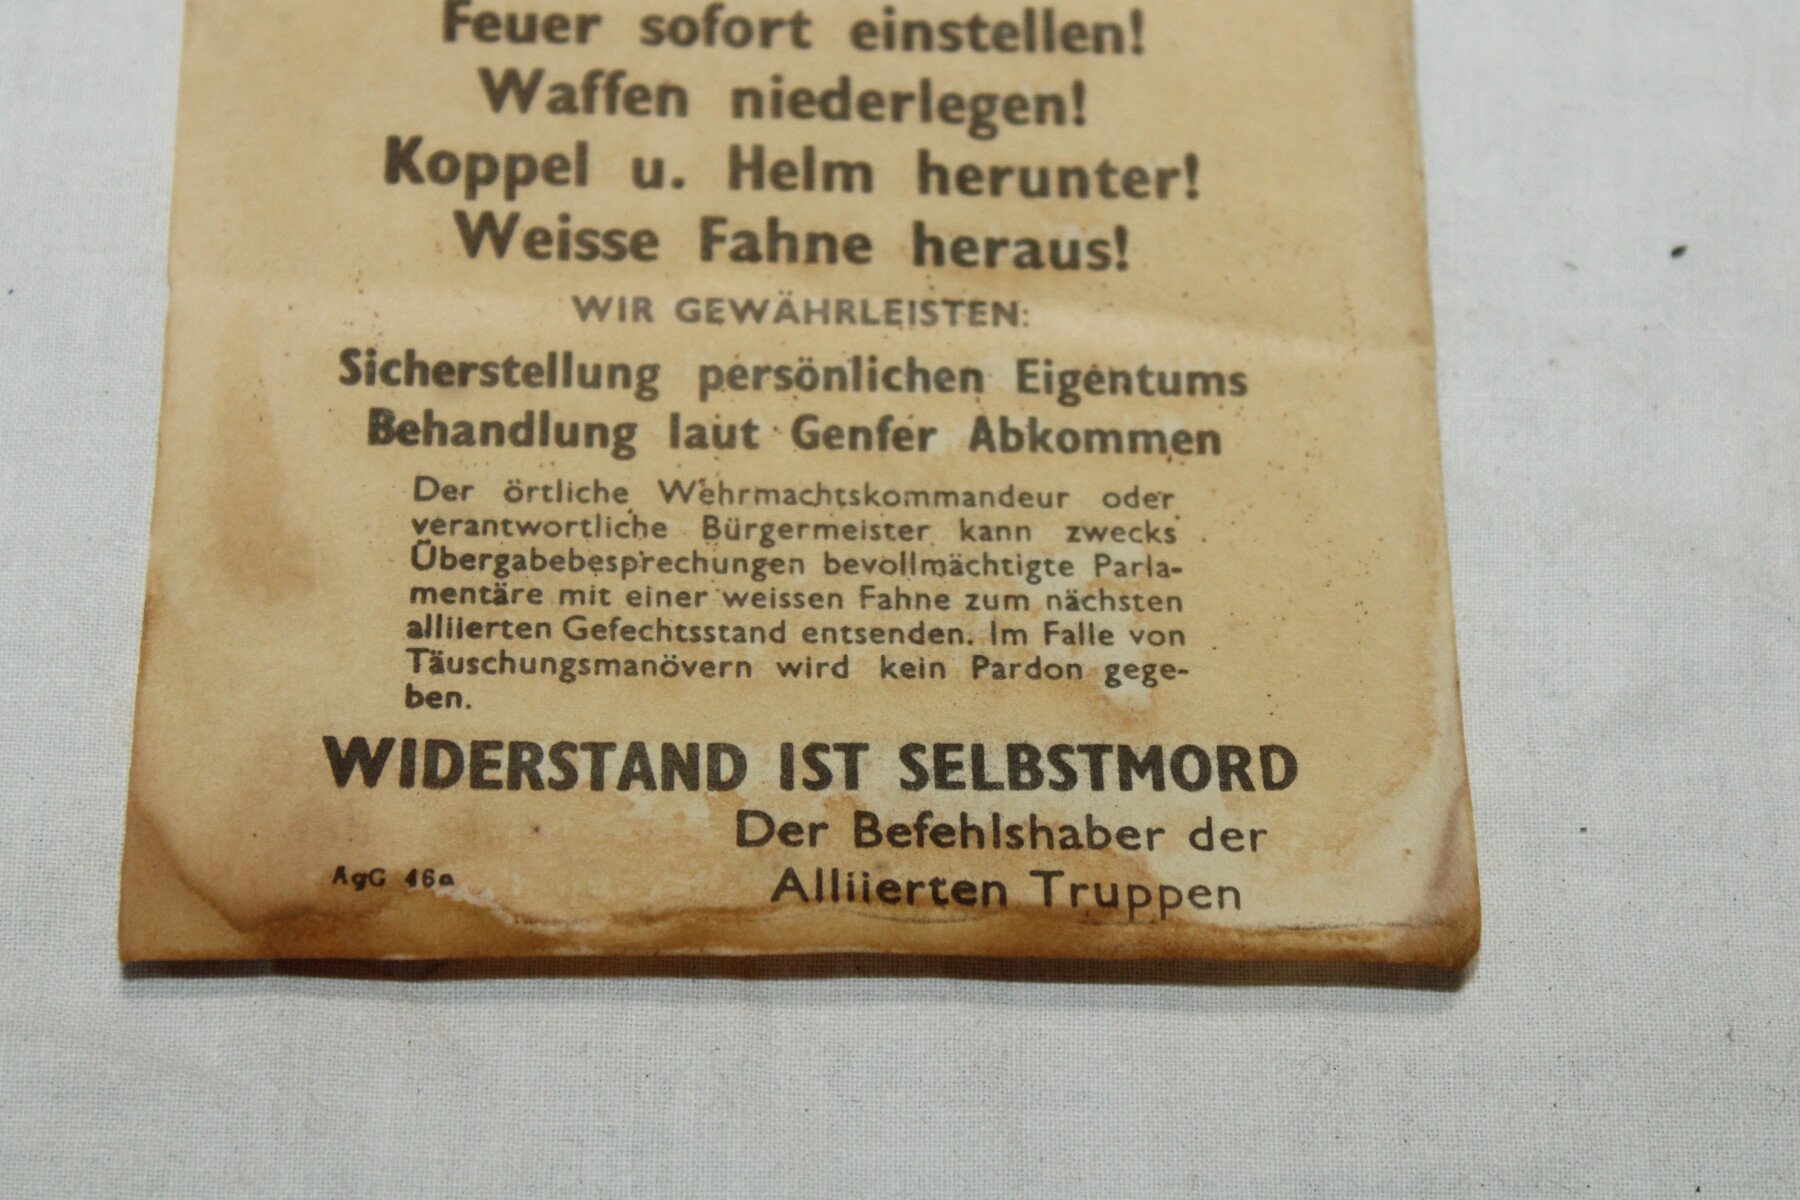 Feuer sofort einstellen!
Waffen niederlegen!
Koppel u. Helm herunter!
Weisse Fahne heraus!
WIR GEWÄHRLEISTEN:
Sicherstellung persönlichen Eigentums
Behandlung laut Genfer Abkommen
Der örtliche Wehrmachtskommandeur oder
verantwortliche Bürgermeister kann zwecks
Übergabebesprechungen bevollmächtigte Parla-
mentäre mit einer weissen Fahne zum nächsten
alliierten Gefechtsstand entsenden. Im Falle von
Täuschungsmanövern wird kein Pardon gege-
ben.
WIDERSTAND IST SELBSTMORD
Der Befehlshaber der
Alliierten Truppen
AgG 46a